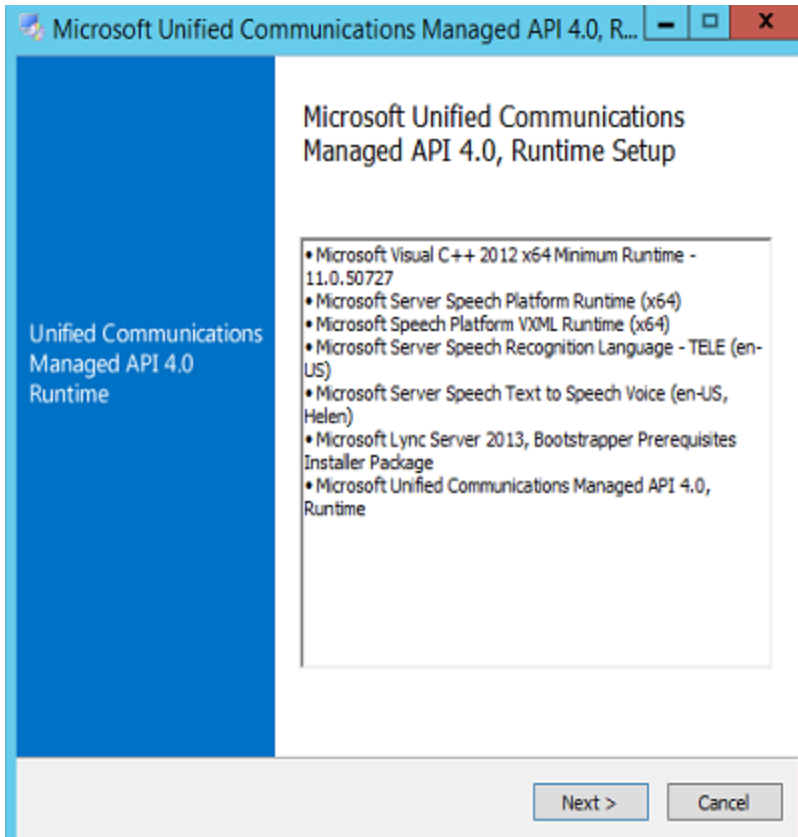 Microsoft Unified Communications Managed API 4.0, R...
Microsoft Unified Communications
Managed API 4.0, Runtime Setup
• Microsoft Visual C++ 2012 x64 Minimum Runtime -
11.0.50727
• Microsoft Server Speech Platform Runtime (x64)
• Microsoft Speech Platform VXML Runtime (x64)
• Microsoft Server Speech Recognition Language - TELE (en-
US)
• Microsoft Server Speech Text to Speech Voice (en-US,
Helen)
• Microsoft Lync Server 2013, Bootstrapper Prerequisites
Installer Package
• Microsoft Unified Communications Managed API 4.0,
Runtime
Unified Communications
Managed API 4.0
Runtime
Next >
Cancel